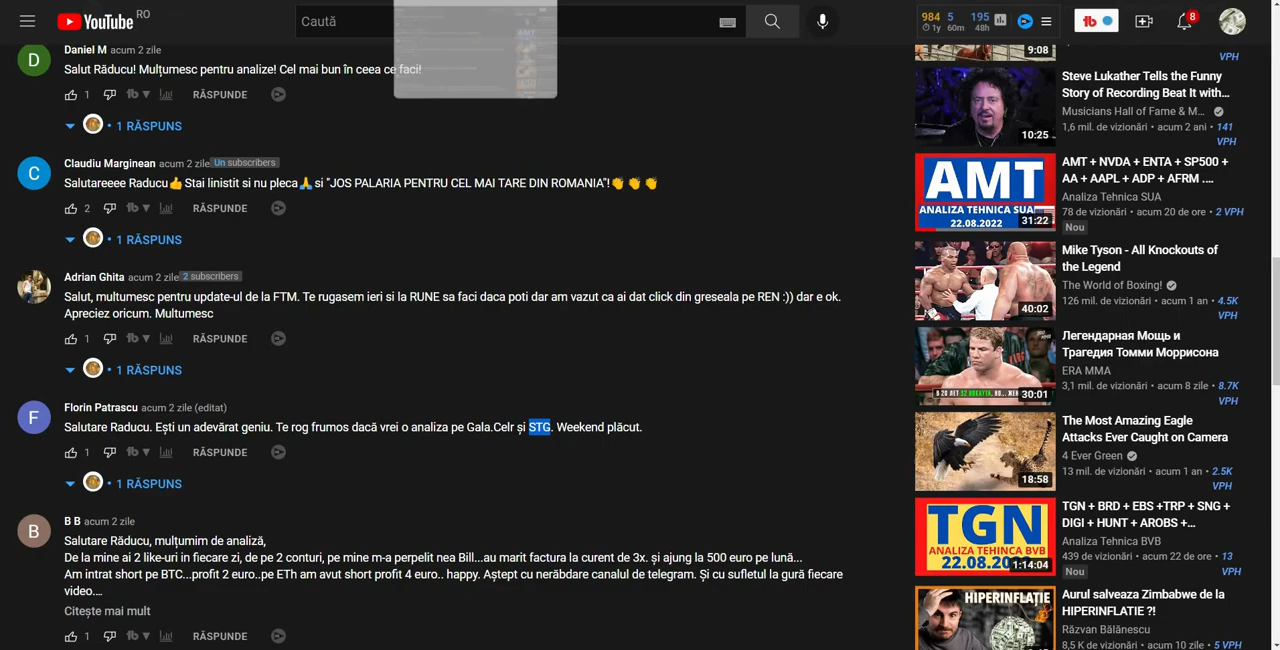 YouTube RO
Caută
984 5 195
1y 60m 48h
tb
8
D
Daniel M acum 2 zile
Salut Răducu! Mulțumesc pentru analize! Cel mai bun în ceea ce faci!
1 tb ▼ RĂSPUNDE
• 1 RĂSPUNS
C
Claudiu Marginean acum 2 zile Un subscribers
Salutareeee Raducu👍Stai linistit si nu pleca🙏si "JOS PALARIA PENTRU CEL MAI TARE DIN ROMANIA"!👏👏👏
2 tb ▼ RĂSPUNDE
• 1 RĂSPUNS
Adrian Ghita acum 2 zile 2 subscribers
Salut, multumesc pentru update-ul de la FTM. Te rugasem ieri si la RUNE sa faci daca poti dar am vazut ca ai dat click din greseala pe REN :)) dar e ok.
Apreciez oricum. Multumesc
1 tb ▼ RĂSPUNDE
• 1 RĂSPUNS
F
Florin Patrascu acum 2 zile (editat)
Salutare Raducu. Ești un adevărat geniu. Te rog frumos dacă vrei o analiza pe Gala.Celr și STG. Weekend plăcut.
1 tb ▼ RĂSPUNDE
• 1 RĂSPUNS
B
B B acum 2 zile
Salutare Răducu, mulțumim de analiză,
De la mine ai 2 like-uri in fiecare zi, de pe 2 conturi, pe mine m-a perpelit nea Bill...au marit factura la curent de 3x. și ajung la 500 euro pe lună...
Am intrat short pe BTC...profit 2 euro..pe ETh am avut short profit 4 euro.. happy. Aștept cu nerăbdare canalul de telegram. Și cu sufletul la gură fiecare
video....
Citește mai mult
1 tb ▼ RĂSPUNDE
9:08
VPH
Steve Lukather Tells the Funny
Story of Recording Beat It with...
Musicians Hall of Fame & M...
1,6 mil. de vizionări • acum 2 ani • 141
VPH
10:25
AMT
ANALIZA TEHNICA SUA
22.08.2022
31:22
AMT + NVDA + ENTA + SP500 +
AA + AAPL + ADP + AFRM ....
Analiza Tehnica SUA
78 de vizionări • acum 20 de ore • 2 VPH
Nou
40:02
Mike Tyson - All Knockouts of
the Legend
The World of Boxing!
126 mil. de vizionări • acum 1 an • 4.5K
VPH
30:01
Легендарная Мощь и
Трагедия Томми Моррисона
ERA MMA
3,1 mil. de vizionări • acum 8 zile • 8.7K
VPH
18:58
The Most Amazing Eagle
Attacks Ever Caught on Camera
4 Ever Green
13 mil. de vizionări • acum 1 an • 2.5K
VPH
TGN
ANALIZA TEHINCA BVB
22.08.20
1:14:04
TGN + BRD + EBS +TRP + SNG +
DIGI + HUNT + AROBS +...
Analiza Tehnica BVB
439 de vizionări • acum 22 de ore • 13
VPH
Nou
HIPERINFLAȚIE
Aurul salveaza Zimbabwe de la
HIPERINFLATIE ?!
Răzvan Bălănescu
8,5 K de vizionări • acum 10 zile • 5 VPH